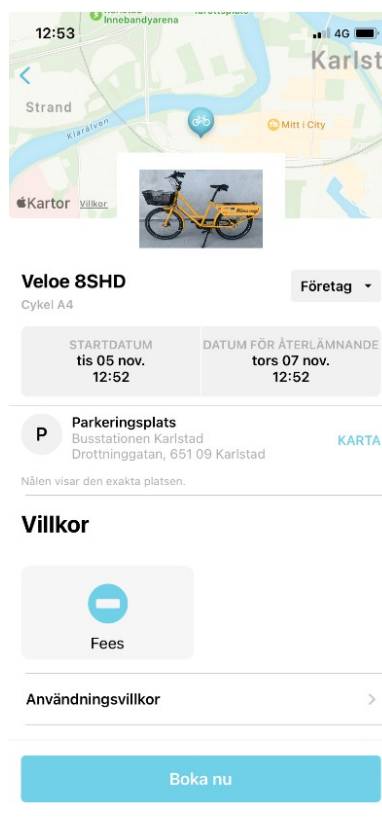 Innebandyarena
12:53
4G
Karlst
Strand
Klarälven
Mitt i City
Kartor Villkor
Veloe 8SHD
Företag
Cykel A4
STARTDATUM
tis 05 nov.
12:52
DATUM FÖR ÅTERLÄMNANDE
tors 07 nov.
12:52
P
Parkeringsplats
Busstationen Karlstad
Drottninggatan, 651 09 Karlstad
KARTA
Nålen visar den exakta platsen.
Villkor
Fees
Användningsvillkor
Boka nu